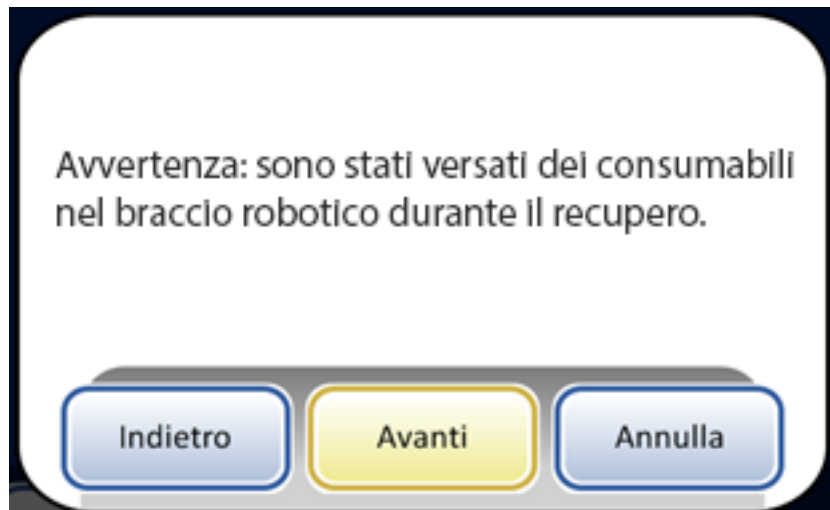 Avvertenza: sono stati versati dei consumabili
nel braccio robotico durante il recupero.
Indietro
Avanti
Annulla